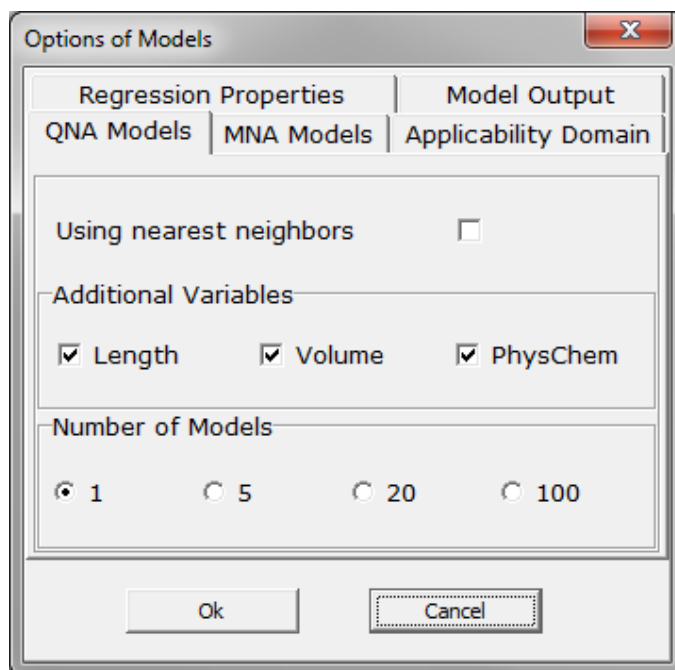 Options of Models
Regression Properties Model Output
QNA Models MNA Models Applicability Domain
Using nearest neighbors
Additional Variables
Length Volume PhysChem
Number of Models
1 5 20 100
Ok Cancel